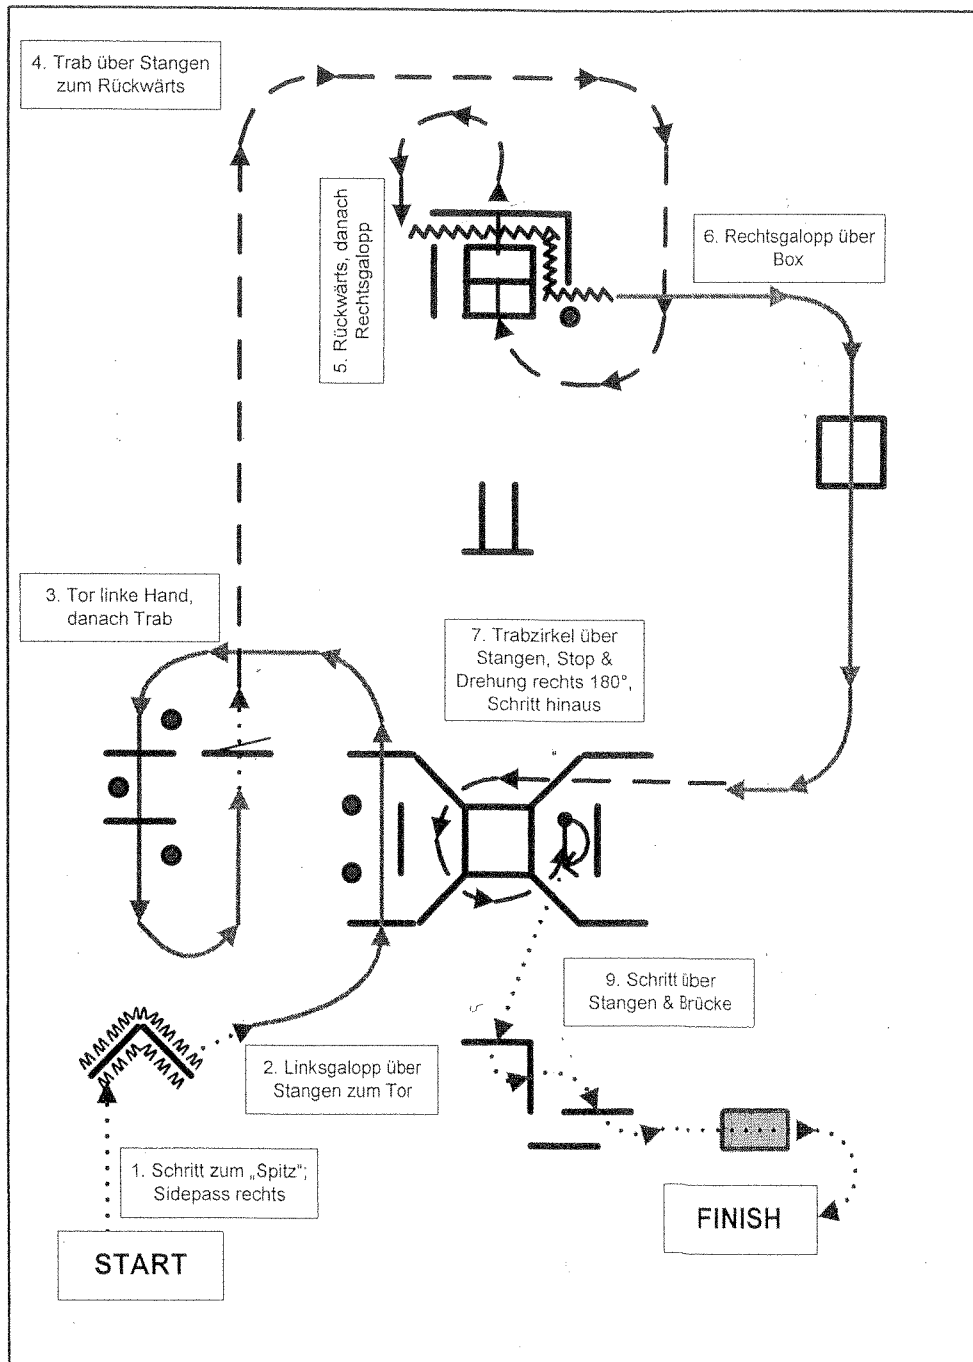 4. Trab über Stangen
zum Rückwärts
5. Rückwärts, danach
Rechtsgalopp
6. Rechtsgalopp über
Box
3. Tor linke Hand,
danach Trab
7. Trabzirkel über
Stangen, Stop &
Drehung rechts 180°,
Schritt hinaus
9. Schritt über
Stangen & Brücke
2. Linksgalopp über
Stangen zum Tor
1. Schritt zum „Spitz";
Sidepass rechts
FINISH
START